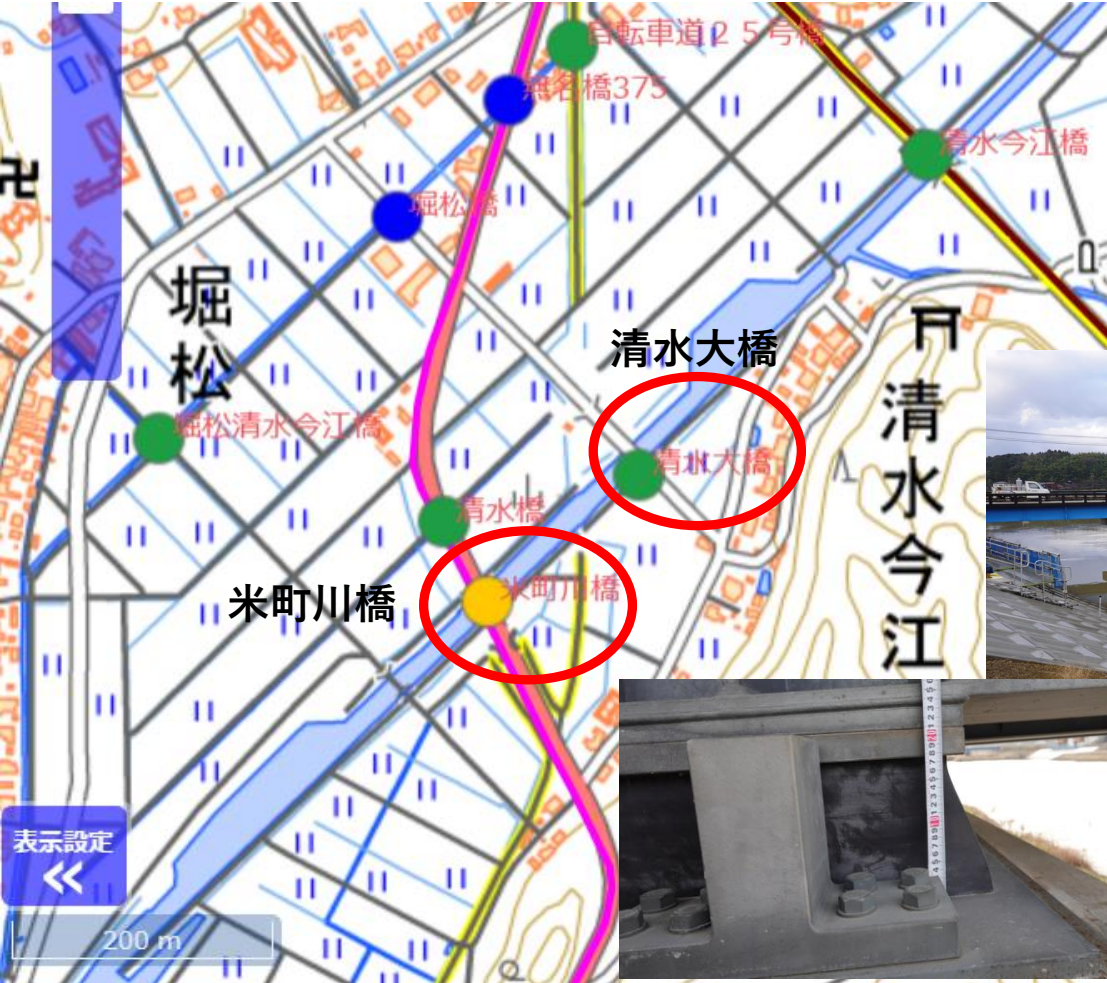 自転車道25号橋
無名橋375
清水今江橋
堀松橋
堀松
清水大橋
堀松清水今江橋
清水大橋
清水今江
清水橋
米町川橋
米町川橋
表示設定
200 m